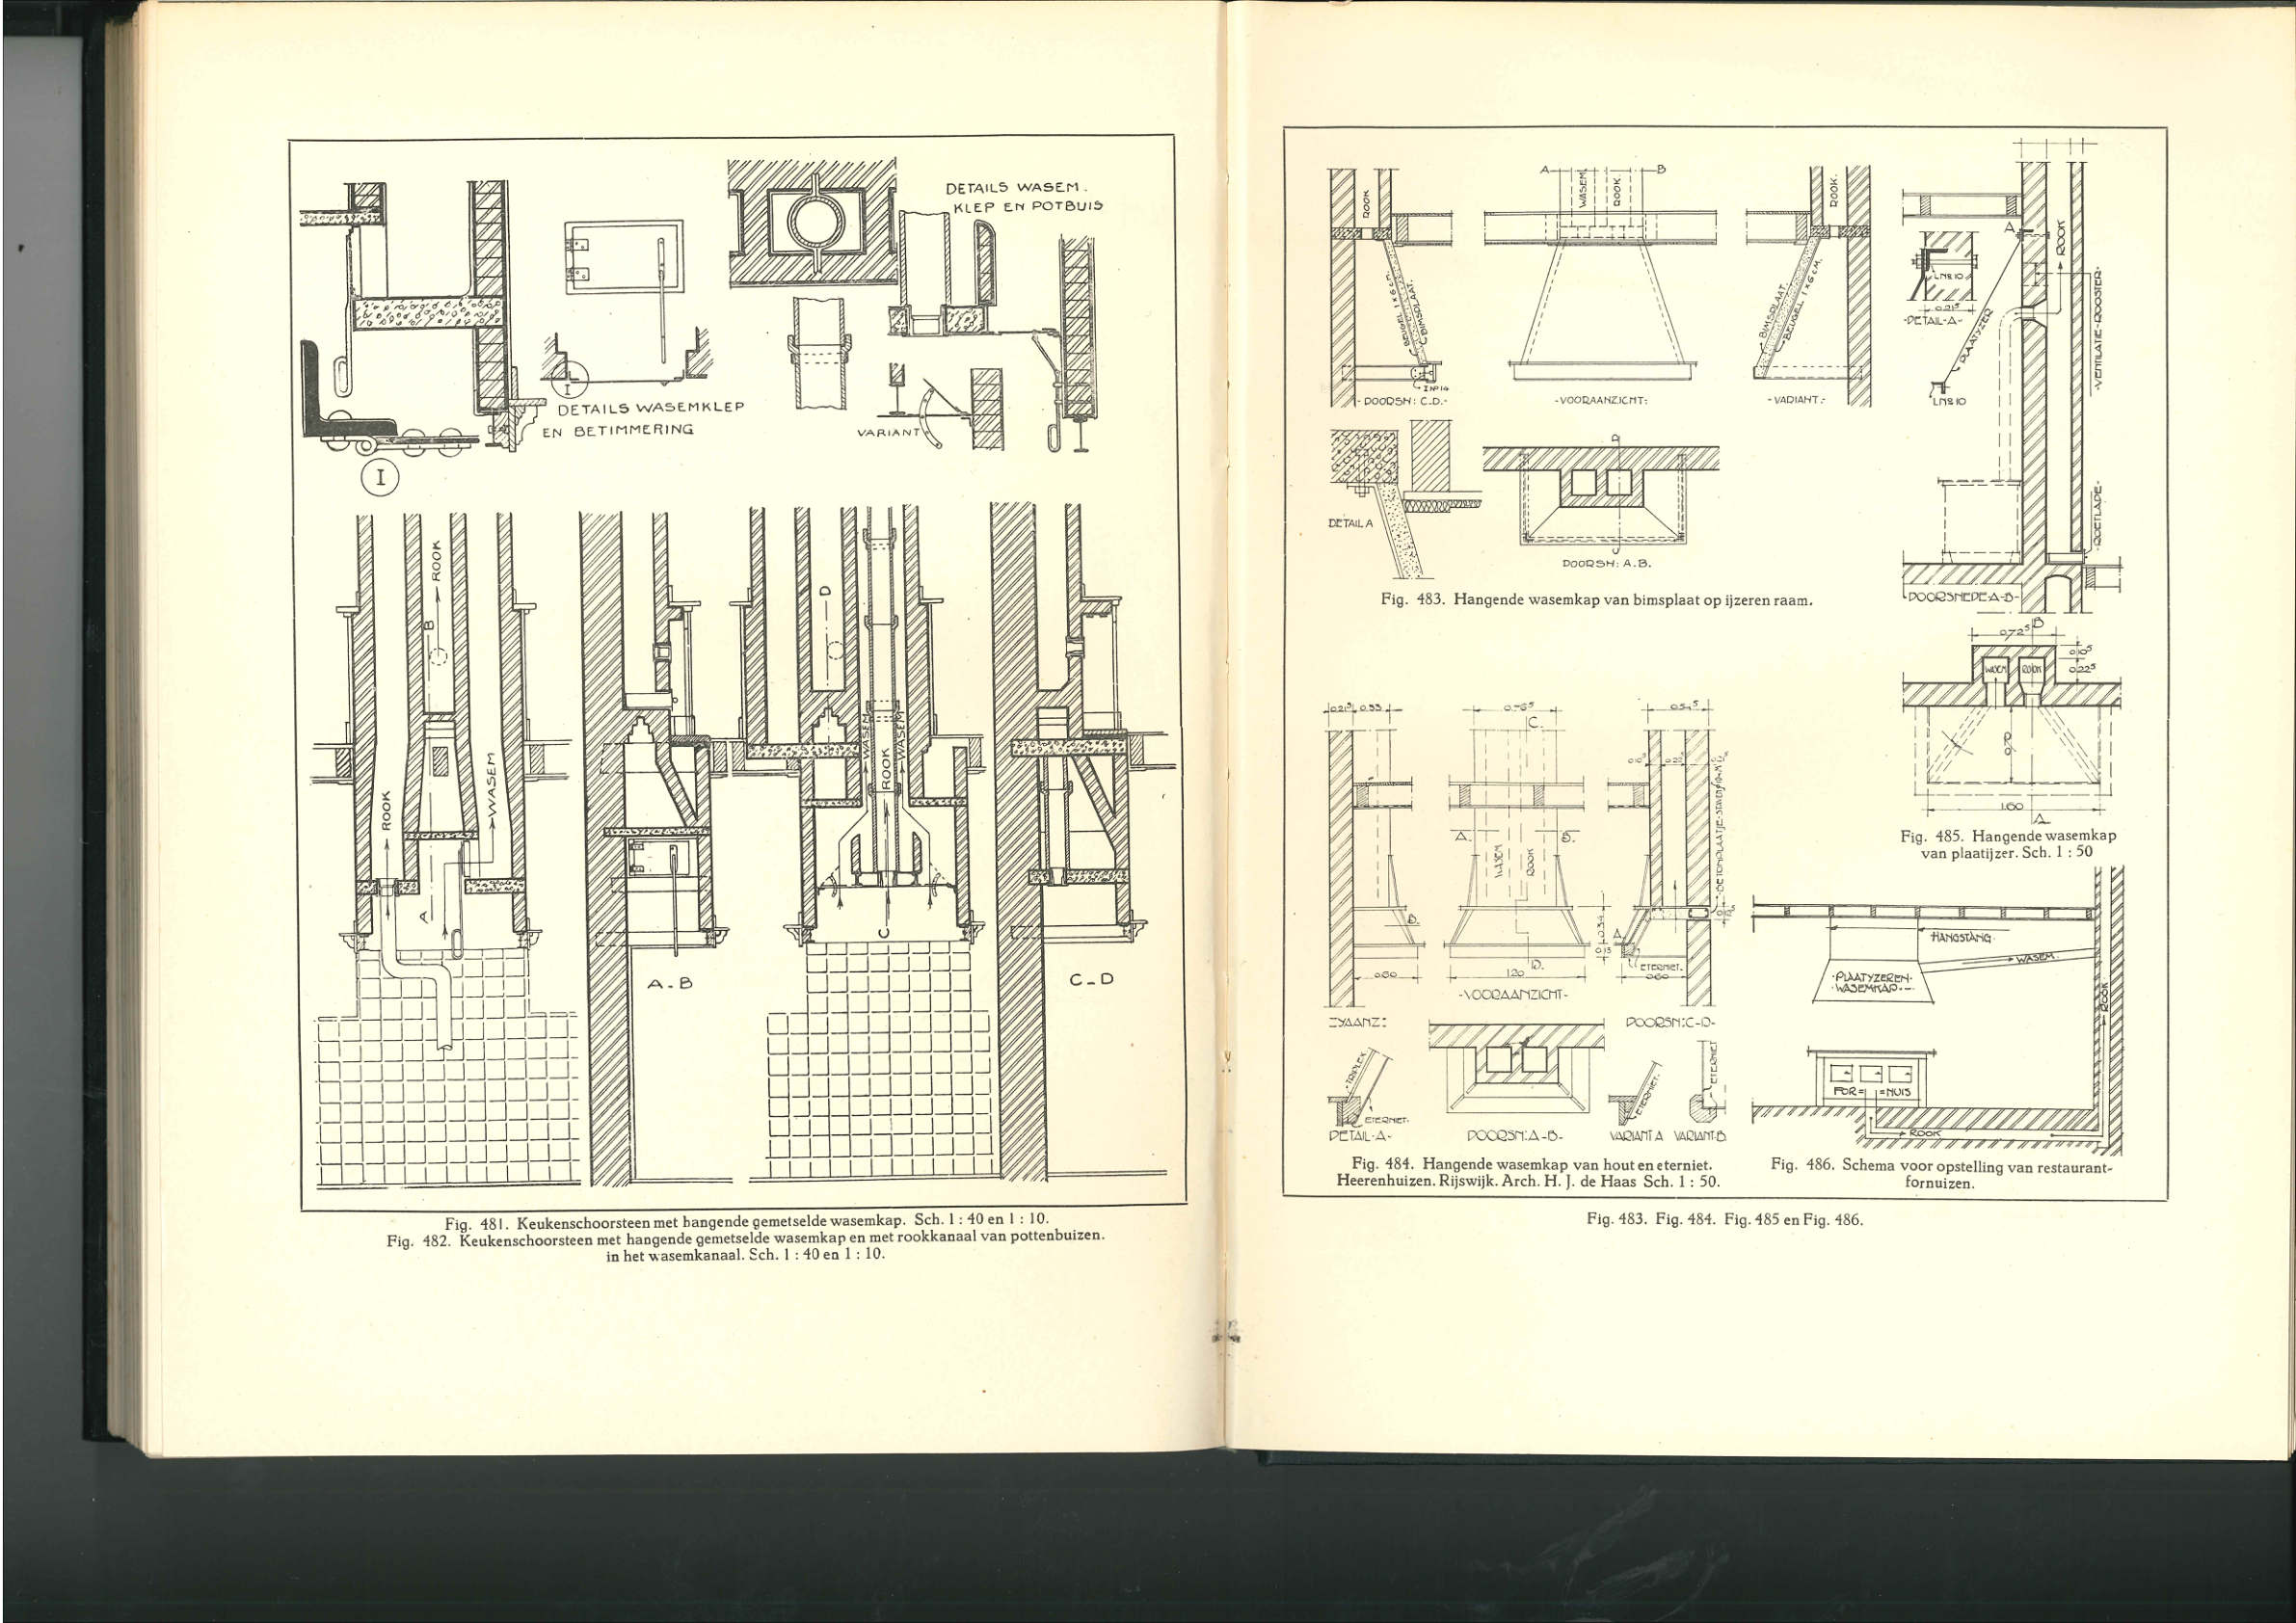 DETAILS WASEM.
KLEP EN POTBUIS
I
DETAILS WASEMKLEP
EN BETIMMERING
VARIANT
I
ROOK
B
ROOK
WASEM
A
A-B
D
WASEM
ROOK
WASEM
C
C-D
Fig. 481. Keukenschoorsteen met hangende gemetselde wasemkap. Sch. 1 : 40 en 1 : 10.
Fig. 482. Keukenschoorsteen met hangende gemetselde wasemkap en met rookkanaal van pottenbuizen.
in het wasemkanaal. Sch. 1 : 40 en 1 : 10.
ROOK
BEUGEL 1x6 c.M.
BIMSPLAAT.
I Nº 14
-DOORSN: C.D.-
A
B
WASEM
ROOK.
-VOORAANZICHT:
ROOK.
BIMSPLAAT.
BEUGEL 1x6 c.M.
-VARIANT.-
DETAIL A
D
C
DOORSN: A.B.
Fig. 483. Hangende wasemkap van bimsplaat op ijzeren raam.
A
ROOK
LN8.10
0.21⁵
-DETAIL-A-
PLAATYZER
LN8.10
-VENTILATIE-ROOSTER-
-ROETLADE-
-DOORSNEDE:A-B-
B
0.72⁵
0.10⁵
0.22⁵
WASEM
ROOK
1.60
A
Fig. 485. Hangende wasemkap
van plaatijzer. Sch. 1 : 50
0.21⁵
0.55
0.76⁵
C.
A.
B.
WASEM
ROOK
B.
A
0.34
0.15
0.60
1.20
D.
ETERNIET.
0.60
-VOORAANZICHT-
ZYAANZ:
DOORSN:C-D-
-TRIPLEX.
ETERNIET.
DETAIL-A-
DOORSN:A-B-
ETERNIET.
ETERNIET
VARIANT A VARIANT-B
Fig. 484. Hangende wasemkap van hout en eterniet.
Heerenhuizen. Rijswijk. Arch. H. J. de Haas Sch. 1 : 50.
HANGSTANG.
WASEM.
-PLAATYZEREN-
-WASEMKAP-
ROOK
FOR= =NUIS
ROOK
Fig. 486. Schema voor opstelling van restaurant-
fornuizen.
Fig. 483. Fig. 484. Fig. 485 en Fig. 486.